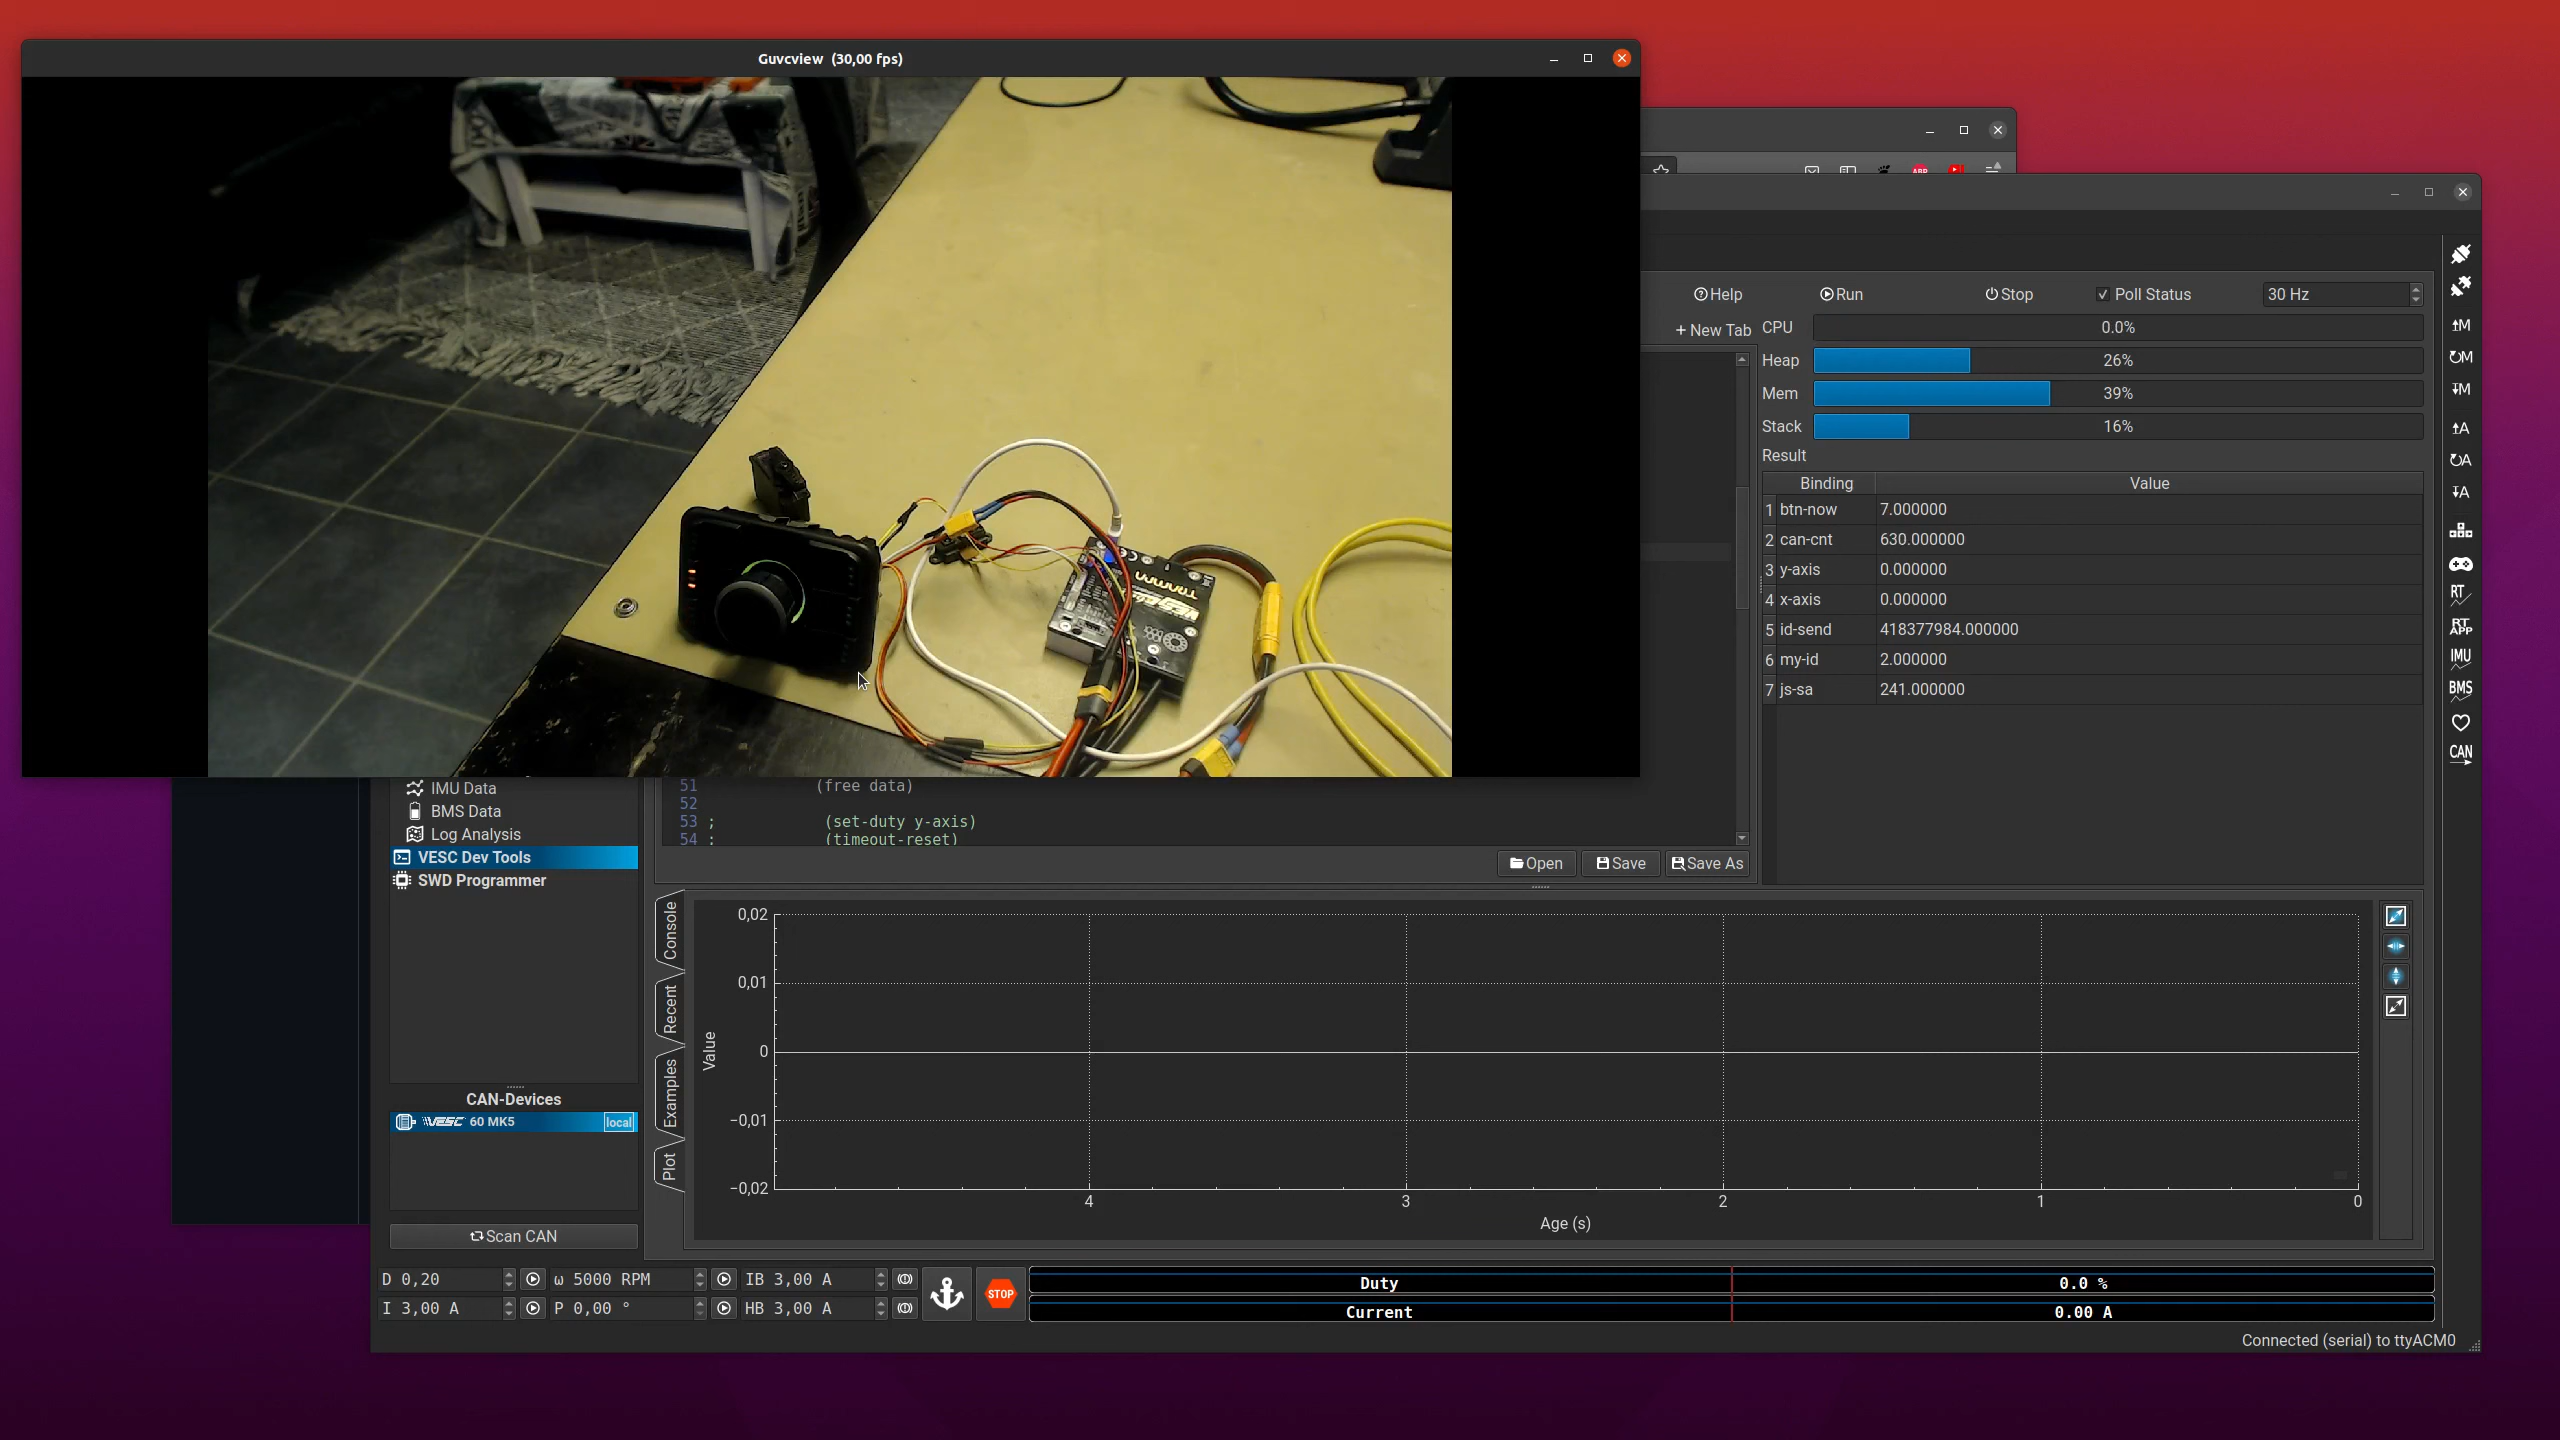 Guvcview (30,00 fps)
ABP
Help
Run
Stop
Poll Status
30 Hz
+ New Tab
CPU
0.0%
Heap
26%
Mem
39%
Stack
16%
Result
Binding Value
1 btn-now 7.000000
2 can-cnt 630.000000
3 y-axis 0.000000
4 x-axis 0.000000
5 id-send 418377984.000000
6 my-id 2.000000
7 js-sa 241.000000
M
M
M
A
A
A
RT
RT
APP
IMU
BMS
CAN
IMU Data
BMS Data
Log Analysis
VESC Dev Tools
SWD Programmer
51 (free data)
52
53 ; (set-duty y-axis)
54 ; (timeout-reset)
Open
Save
Save As
Console
Recent
Examples
Plot
0,02
0,01
0
−0,01
−0,02
Value
4 3 2 1 0
Age (s)
CAN-Devices
VESC 60 MK5 local
Scan CAN
D 0,20
ω 5000 RPM
IB 3,00 A
I 3,00 A
P 0,00 °
HB 3,00 A
STOP
Duty 0.0 %
Current 0.00 A
Connected (serial) to ttyACM0